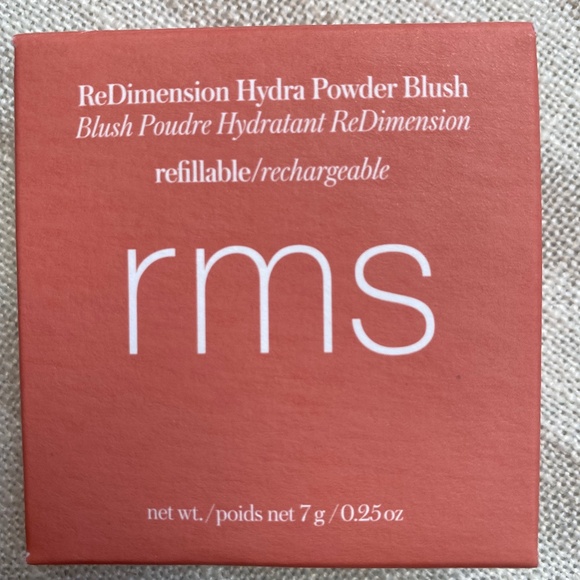 ReDimension Hydra Powder Blush
Blush Poudre Hydratant ReDimension
refillable/rechargeable
rms
net wt./poids net 7 g/0.25 oz